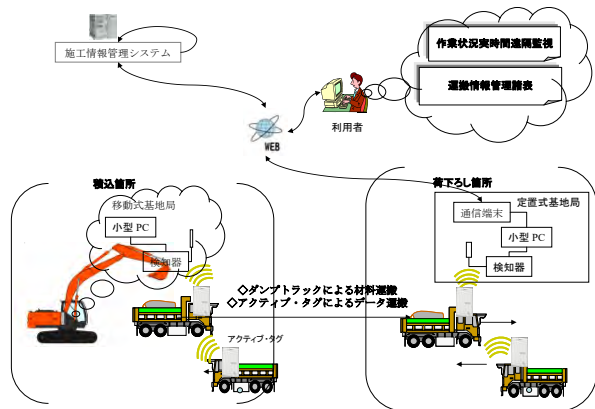 施工情報管理システム
作業状況実時間遠隔監視
運搬情報管理諸表
利用者
WEB
積込箇所
移動式基地局
小型 PC
検知器
荷下ろし箇所
定置式基地局
通信端末
小型 PC
検知器
◇ダンプトラックによる材料運搬
◇アクティブ・タグによるデータ運搬
アクティブ・タグ